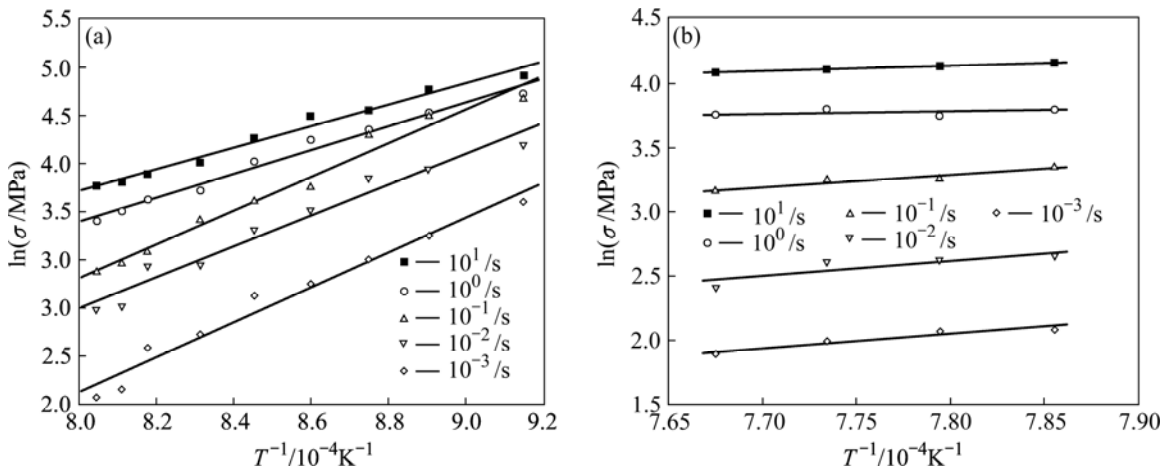 (a)
ln(σ/MPa)
5.5
5.0
4.5
4.0
3.5
3.0
3.0
2.5
2.0
10¹/s
10⁰/s
10⁻¹/s
10⁻²/s
10⁻³/s
8.0 8.2 8.4 8.6 8.8 9.0 9.2
T⁻¹/10⁻⁴K⁻¹
(b)
ln(σ/MPa)
4.5
4.0
3.5
3.0
2.5
2.0
1.5
10¹/s 10⁻¹/s 10⁻³/s
10⁰/s 10⁻²/s
7.65 7.70 7.75 7.80 7.85 7.90
T⁻¹/10⁻⁴K⁻¹